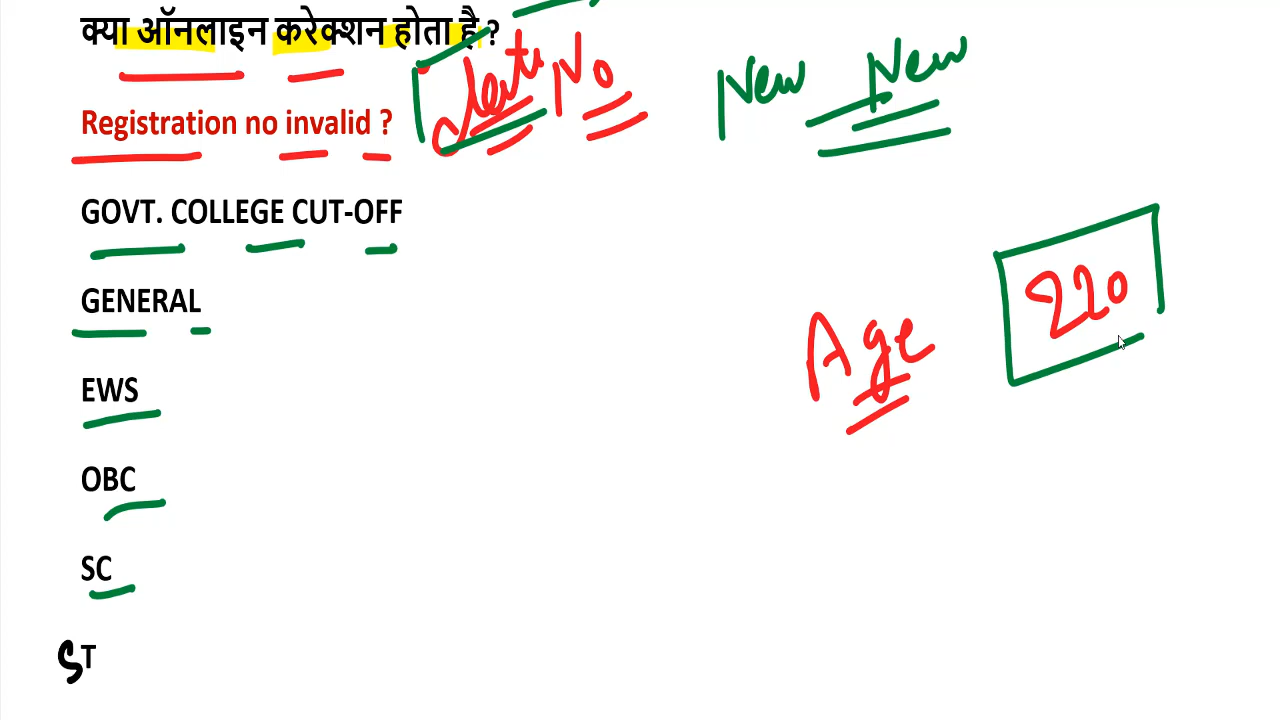 क्या ऑनलाइन करेक्शन होता है ?
No New New
Registration no invalid ?
GOVT. COLLEGE CUT-OFF
GENERAL
220
Age
EWS
OBC
SC
ST